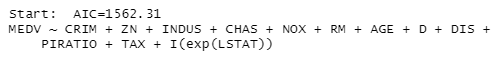 Start:  AIC=1562.31
MEDV ~ CRIM + ZN + INDUS + CHAS + NOX + RM + AGE + D + DIS +
    PIRATIO + TAX + I(exp(LSTAT))